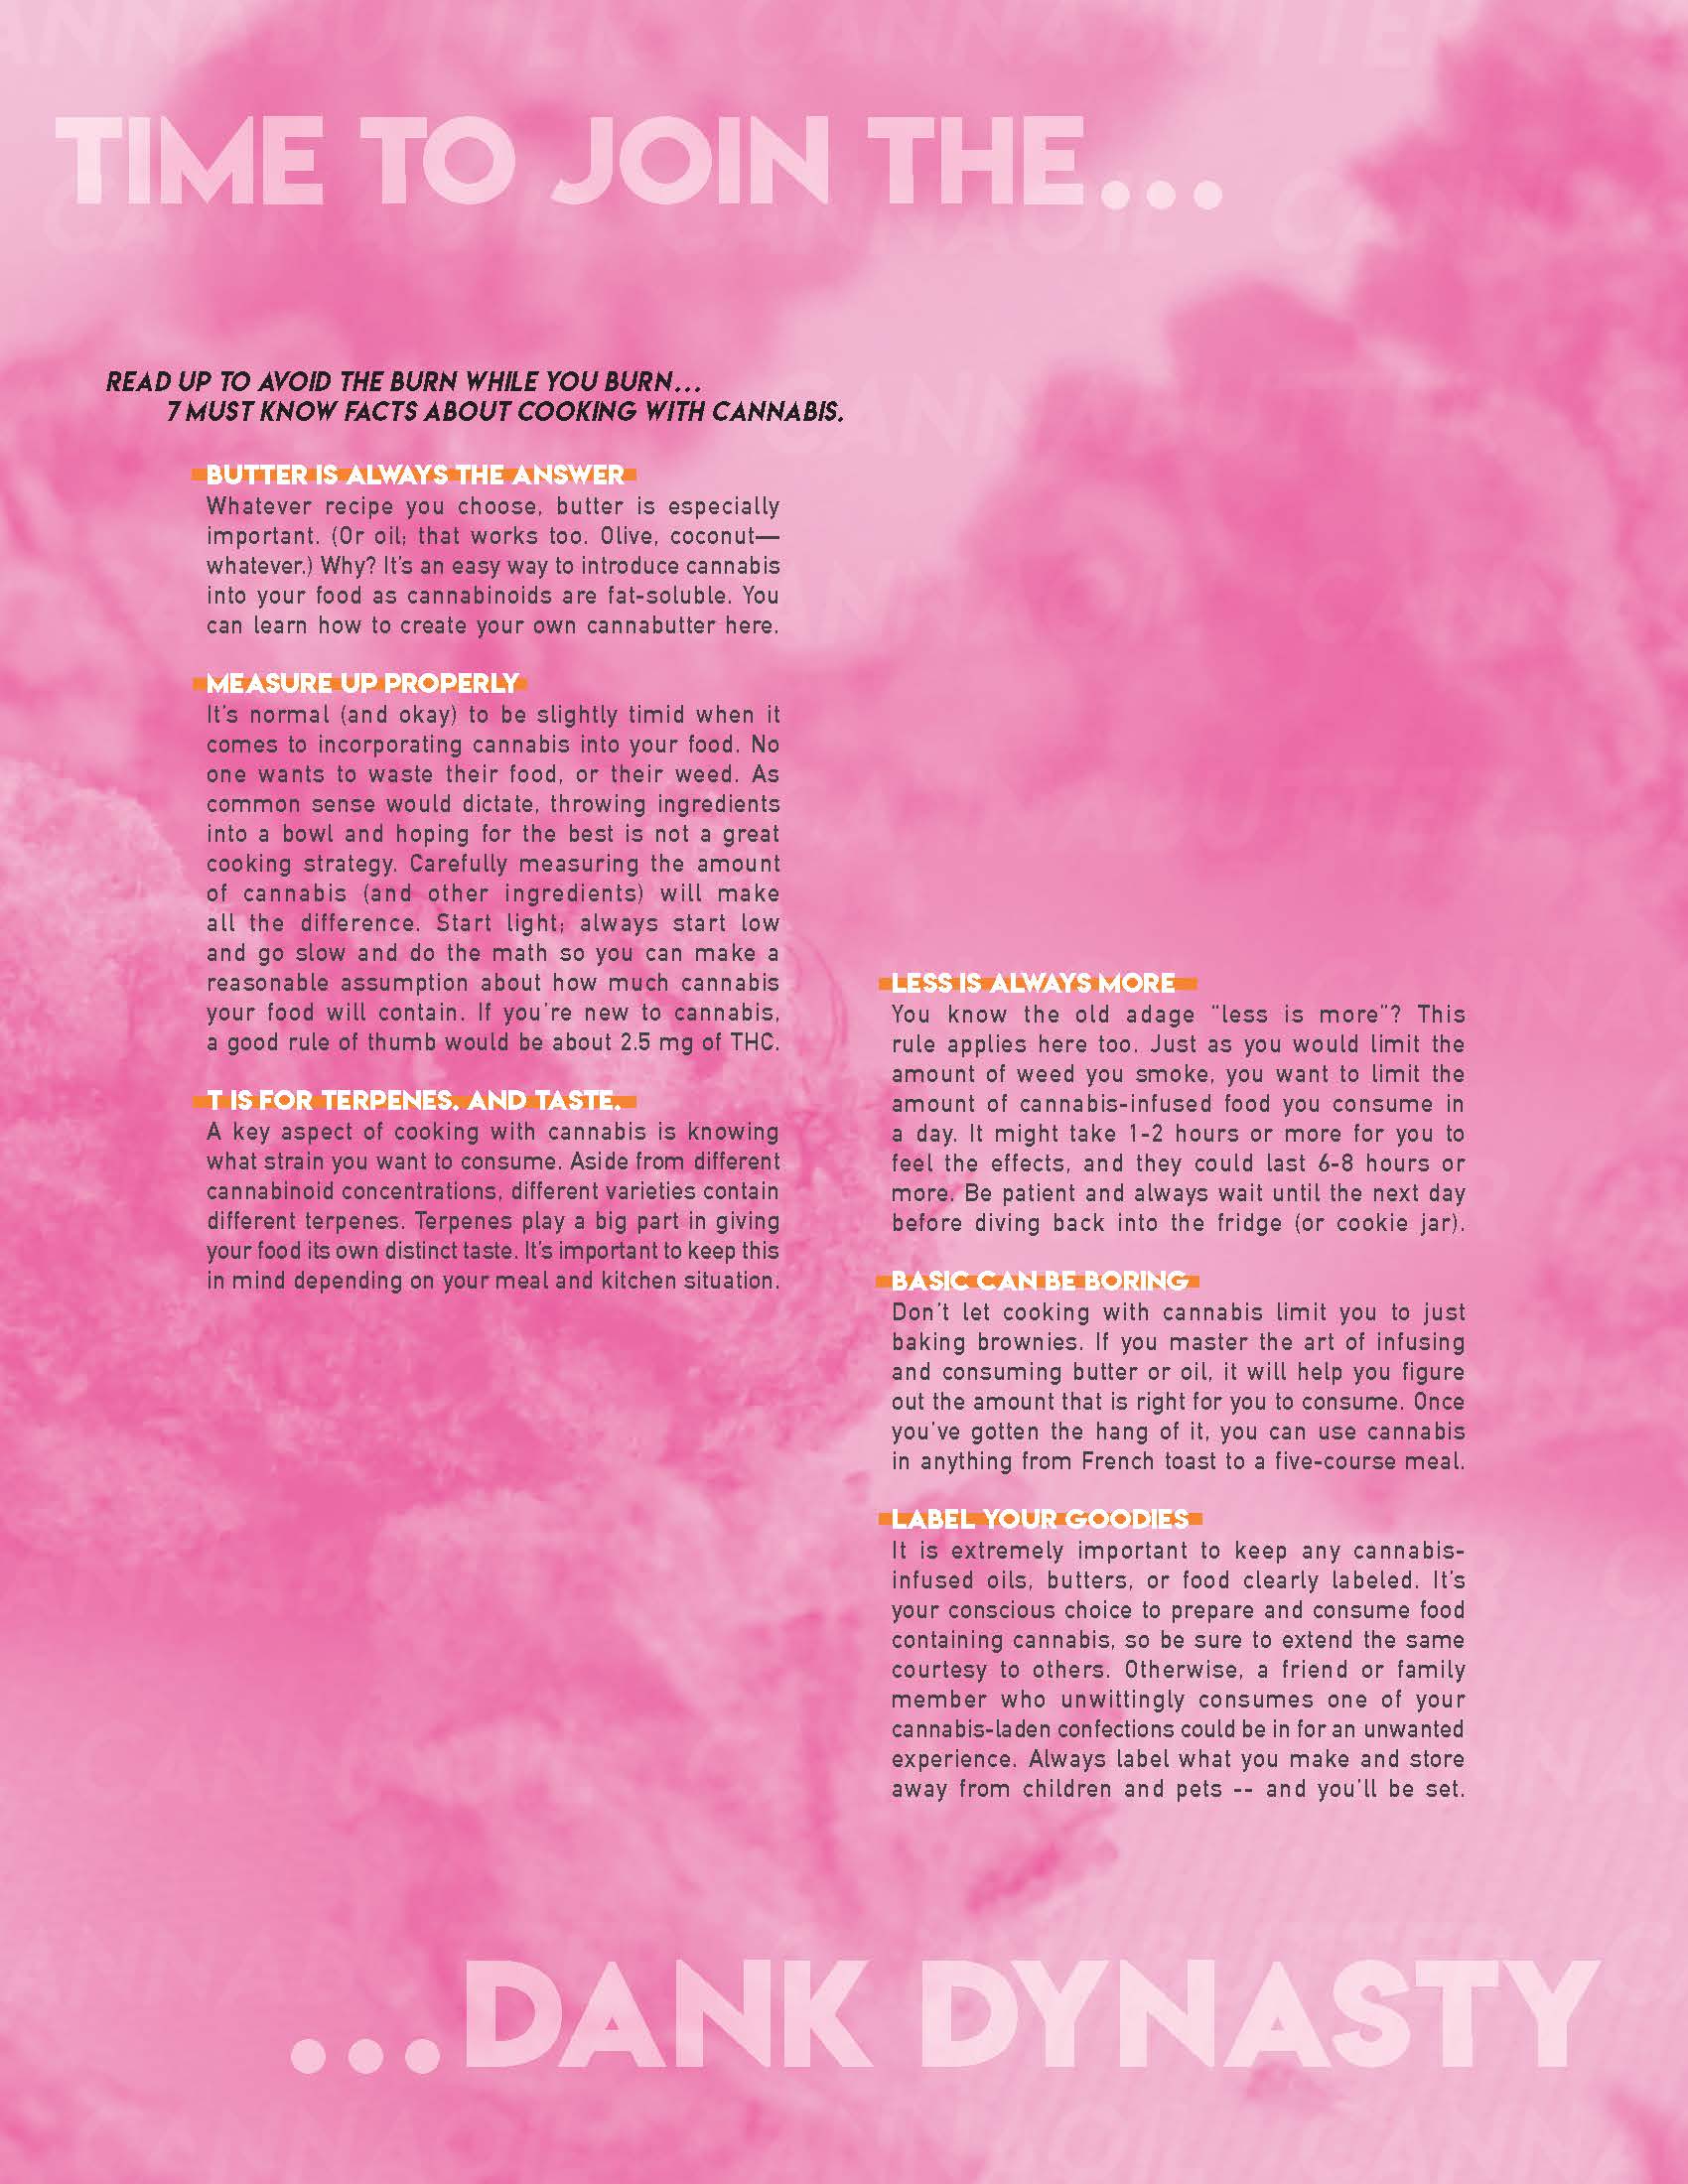 TIME TO JOIN THE...
READ UP TO AVOID THE BURN WHILE YOU BURN...
7 MUST KNOW FACTS ABOUT COOKING WITH CANNABIS.
BUTTER IS ALWAYS THE ANSWER
Whatever recipe you choose, butter is especially
important. (Or oil; that works too. Olive, coconut—
whatever.) Why? It's an easy way to introduce cannabis
into your food as cannabinoids are fat-soluble. You
can learn how to create your own cannabutter here.
MEASURE UP PROPERLY
It's normal (and okay) to be slightly timid when it
comes to incorporating cannabis into your food. No
one wants to waste their food, or their weed. As
common sense would dictate, throwing ingredients
into a bowl and hoping for the best is not a great
cooking strategy. Carefully measuring the amount
of cannabis (and other ingredients) will make
all the difference. Start light; always start low
and go slow and do the math so you can make a
reasonable assumption about how much cannabis
your food will contain. If you're new to cannabis,
a good rule of thumb would be about 2.5 mg of THC.
T IS FOR TERPENES. AND TASTE.
A key aspect of cooking with cannabis is knowing
what strain you want to consume. Aside from different
cannabinoid concentrations, different varieties contain
different terpenes. Terpenes play a big part in giving
your food its own distinct taste. It's important to keep this
in mind depending on your meal and kitchen situation.
LESS IS ALWAYS MORE
You know the old adage "less is more"? This
rule applies here too. Just as you would limit the
amount of weed you smoke, you want to limit the
amount of cannabis-infused food you consume in
a day. It might take 1-2 hours or more for you to
feel the effects, and they could last 6-8 hours or
more. Be patient and always wait until the next day
before diving back into the fridge (or cookie jar).
BASIC CAN BE BORING
Don't let cooking with cannabis limit you to just
baking brownies. If you master the art of infusing
and consuming butter or oil, it will help you figure
out the amount that is right for you to consume. Once
you've gotten the hang of it, you can use cannabis
in anything from French toast to a five-course meal.
LABEL YOUR GOODIES
It is extremely important to keep any cannabis-
infused oils, butters, or food clearly labeled. It's
your conscious choice to prepare and consume food
containing cannabis, so be sure to extend the same
courtesy to others. Otherwise, a friend or family
member who unwittingly consumes one of your
cannabis-laden confections could be in for an unwanted
experience. Always label what you make and store
away from children and pets -- and you'll be set.
...DANK DYNASTY